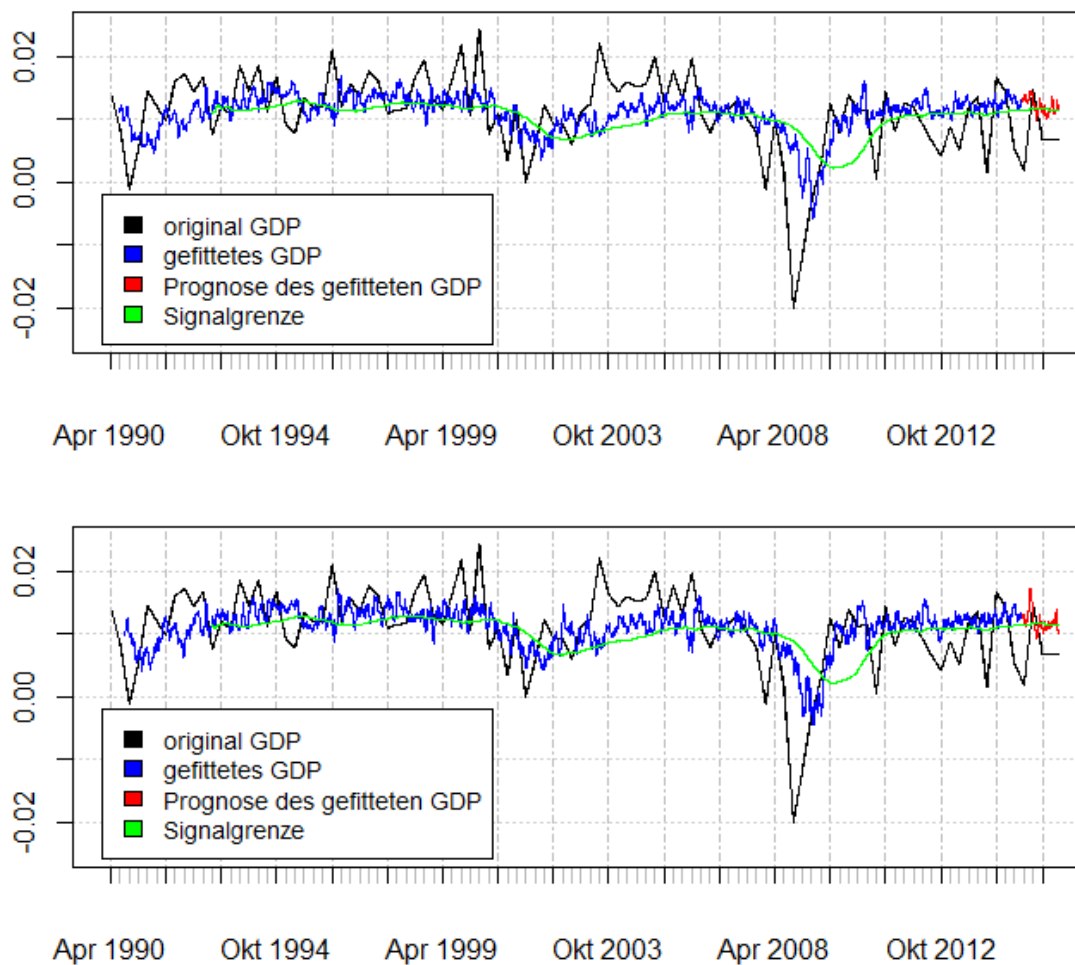 0.02
0.00
-0.02
original GDP
gefittetes GDP
Prognose des gefitteten GDP
Signalgrenze
Apr 1990 Okt 1994 Apr 1999 Okt 2003 Apr 2008 Okt 2012
0.02
0.00
-0.02
original GDP
gefittetes GDP
Prognose des gefitteten GDP
Signalgrenze
Apr 1990 Okt 1994 Apr 1999 Okt 2003 Apr 2008 Okt 2012